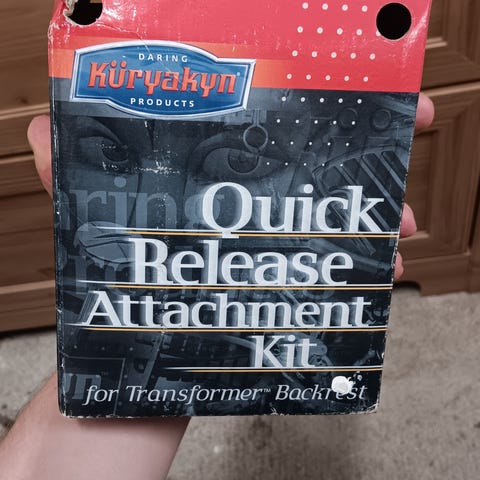 DARING
Küryakyn®
PRODUCTS
Quick
Release
Attachment
Kit
for Transformer™ Backrest